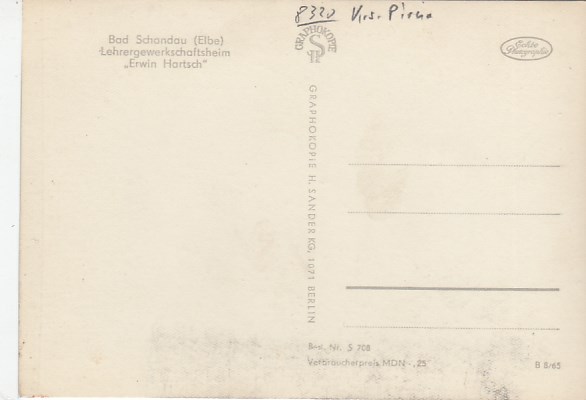 8320 Krs. Pirna
Bad Schandau (Elbe)
Lehrergewerkschaftsheim
„Erwin Hartsch"
GRAPHOKOPIE
Echte
Photographie
GRAPHOKOPIE H. SANDER KG, 1071 BERLIN
Best. Nr. S 708
Verbraucherpreis MDN -,25
B 8/65